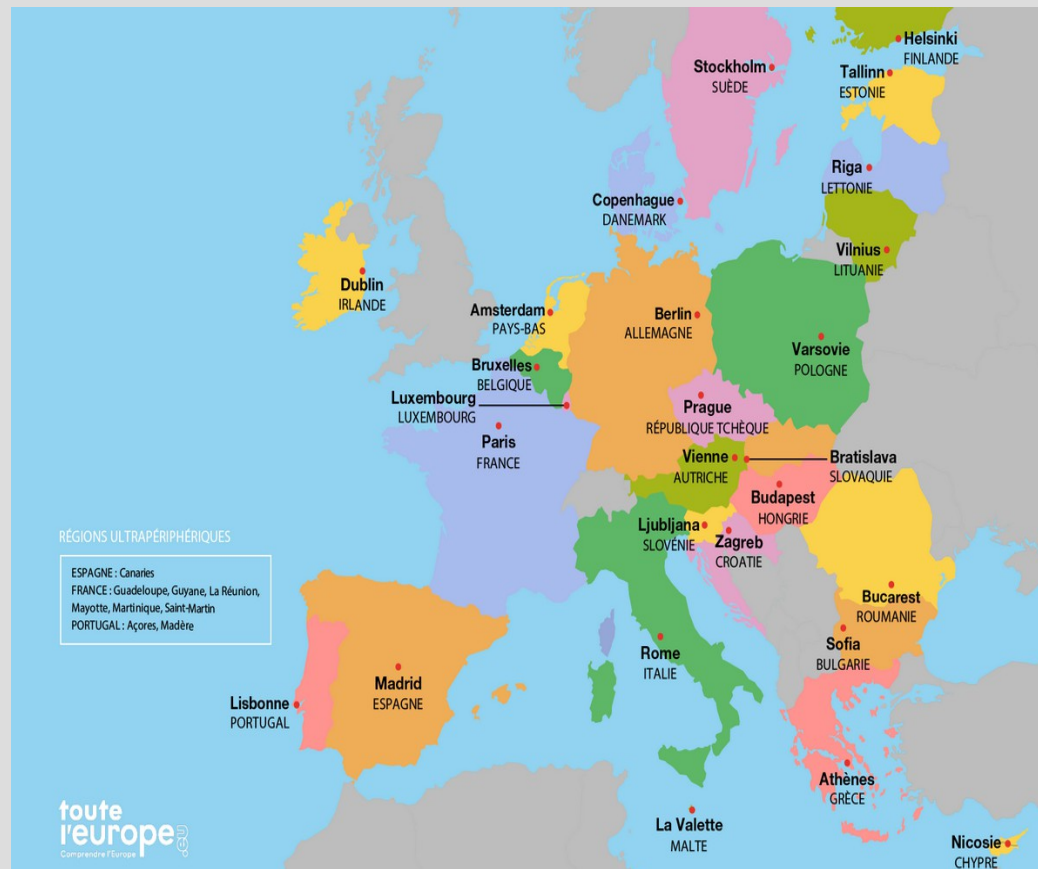 Helsinki
FINLANDE
Stockholm
SUÈDE
Tallinn
ESTONIE
Riga
LETTONIE
Copenhague
DANEMARK
Vilnius
LITUANIE
Dublin
IRLANDE
Amsterdam
PAYS-BAS
Berlin
ALLEMAGNE
Varsovie
POLOGNE
Bruxelles
BELGIQUE
Luxembourg
LUXEMBOURG
Prague
RÉPUBLIQUE TCHÈQUE
Paris
FRANCE
Vienne
AUTRICHE
Bratislava
SLOVAQUIE
Budapest
HONGRIE
Ljubljana
SLOVÉNIE
Zagreb
CROATIE
RÉGIONS ULTRAPÉRIPHÉRIQUES
ESPAGNE : Canaries
FRANCE : Guadeloupe, Guyane, La Réunion,
Mayotte, Martinique, Saint-Martin
PORTUGAL : Açores, Madère
Bucarest
ROUMANIE
Sofia
BULGARIE
Rome
ITALIE
Madrid
ESPAGNE
Lisbonne
PORTUGAL
Athènes
GRÈCE
La Valette
MALTE
Nicosie
CHYPRE
toute
l'europe.eu
Comprendre l'Europe